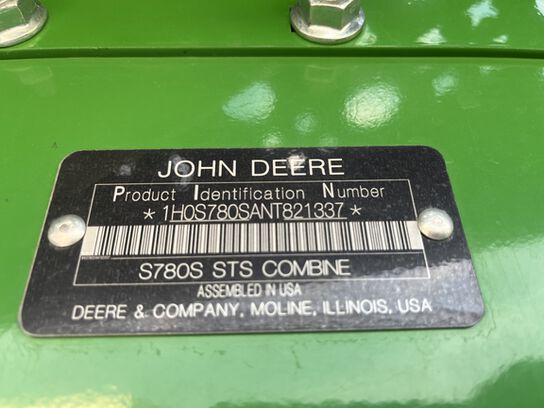 JOHN DEERE
Product Identification Number
* 1H0S780SANT821337 *
S780S STS COMBINE
ASSEMBLED IN USA
DEERE & COMPANY, MOLINE, ILLINOIS, USA